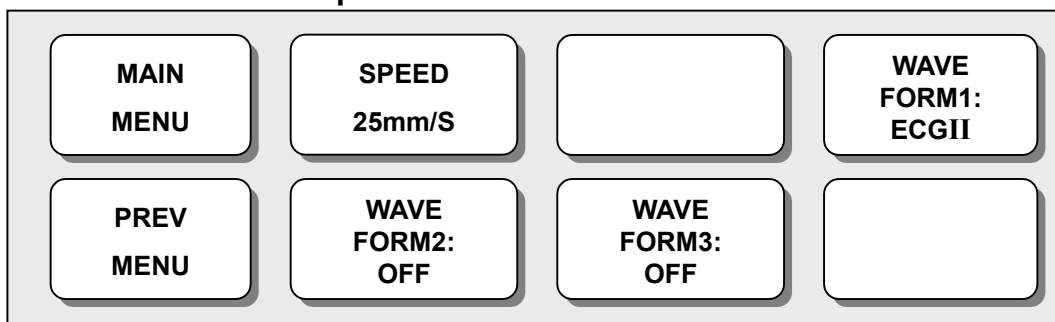 MAIN
MENU
SPEED
25mm/S
WAVE
FORM1:
ECGII
PREV
MENU
WAVE
FORM2:
OFF
WAVE
FORM3:
OFF